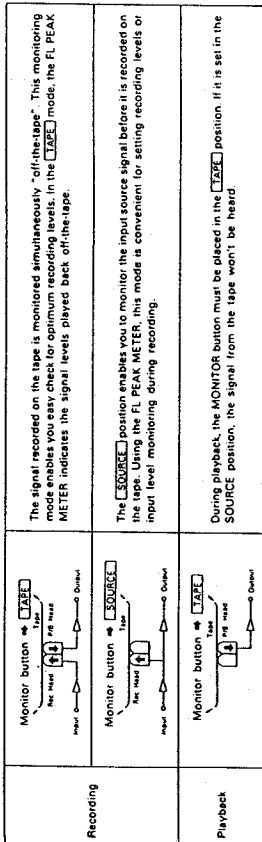 Recording
Monitor button ➡ TAPE
Tape
Rec Head P/B Head
Input Output
The signal recorded on the tape is monitored simultaneously "off-the-tape". This monitoring
mode enables you easy check for optimum recording levels. In the TAPE mode, the FL PEAK
METER indicates the signal levels played back off-the-tape.
Monitor button ➡ SOURCE
Tape
Rec Head
Input Output
The SOURCE position enables you to monitor the input source signal before it is recorded on
the tape. Using the FL PEAK METER, this mode is convenient for setting recording levels or
input level monitoring during recording.
Playback
Monitor button ➡ TAPE
Tape
P/B Head
Output
During playback, the MONITOR button must be placed in the TAPE position. If it is set in the
SOURCE position, the signal from the tape won't be heard.